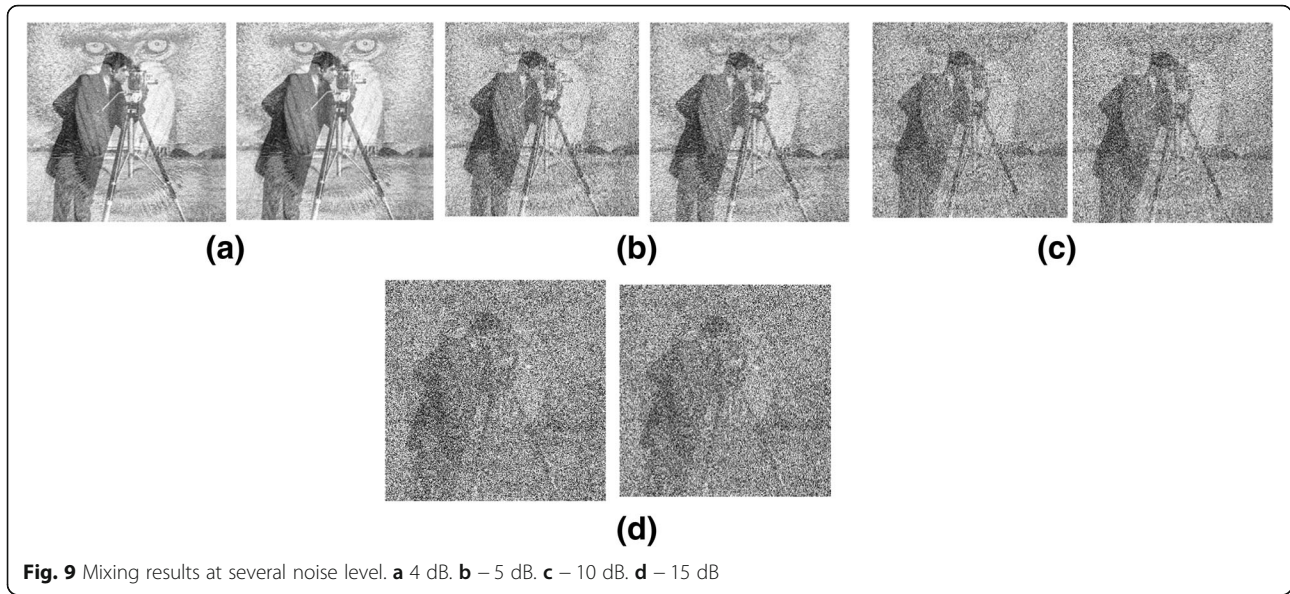 (a)
(b)
(c)
(d)
Fig. 9 Mixing results at several noise level. a 4 dB. b − 5 dB. c − 10 dB. d − 15 dB